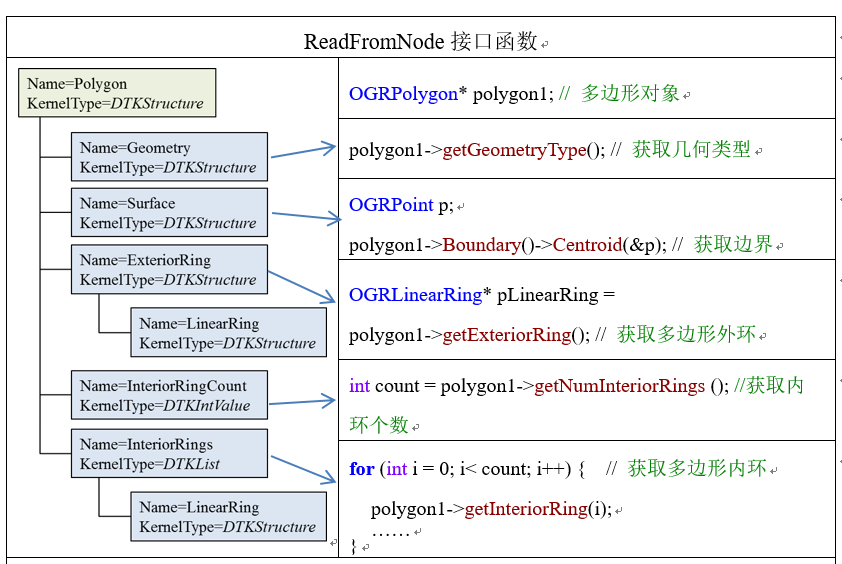 ReadFromNode 接口函数
Name=Polygon
KernelType=DTKStructure
Name=Geometry
KernelType=DTKStructure
Name=Surface
KernelType=DTKStructure
Name=ExteriorRing
KernelType=DTKStructure
Name=LinearRing
KernelType=DTKStructure
Name=InteriorRingCount
KernelType=DTKIntValue
Name=InteriorRings
KernelType=DTKList
Name=LinearRing
KernelType=DTKStructure
OGRPolygon* polygon1; // 多边形对象
polygon1->getGeometryType(); // 获取几何类型
OGRPoint p;
polygon1->Boundary()->Centroid(&p); // 获取边界
OGRLinearRing* pLinearRing =
polygon1->getExteriorRing(); // 获取多边形外环
int count = polygon1->getNumInteriorRings (); //获取内
环个数
for (int i = 0; i< count; i++) { // 获取多边形内环
polygon1->getInteriorRing(i);
……
}